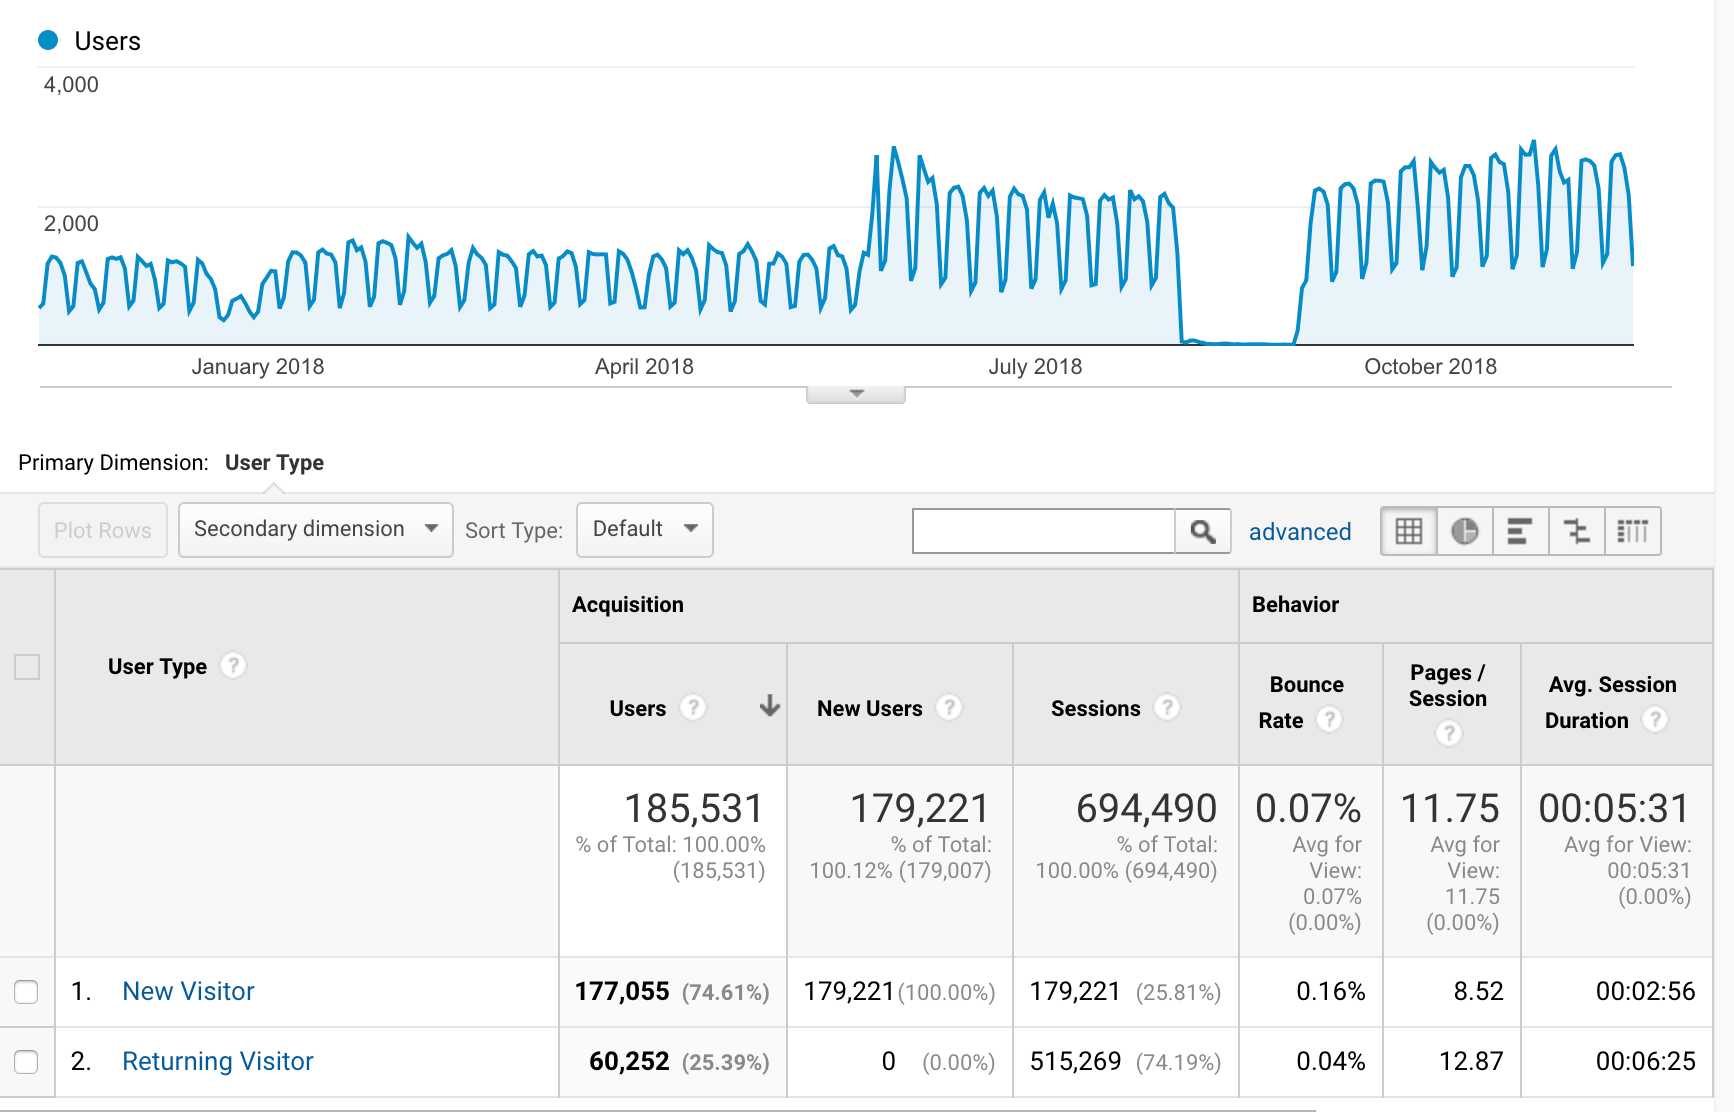 Users
4,000
2,000
January 2018 April 2018 July 2018 October 2018
Primary Dimension: User Type
Plot Rows Secondary dimension Sort Type: Default advanced
Acquisition Behavior
User Type ? Users ? New Users ? Sessions ? Bounce Rate ? Pages / Session ? Avg. Session Duration ?
185,531 179,221 694,490 0.07% 11.75 00:05:31
% of Total: 100.00% (185,531) % of Total: 100.12% (179,007) % of Total: 100.00% (694,490) Avg for View: 0.07% (0.00%) Avg for View: 11.75 (0.00%) Avg for View: 00:05:31 (0.00%)
1. New Visitor 177,055 (74.61%) 179,221 (100.00%) 179,221 (25.81%) 0.16% 8.52 00:02:56
2. Returning Visitor 60,252 (25.39%) 0 (0.00%) 515,269 (74.19%) 0.04% 12.87 00:06:25